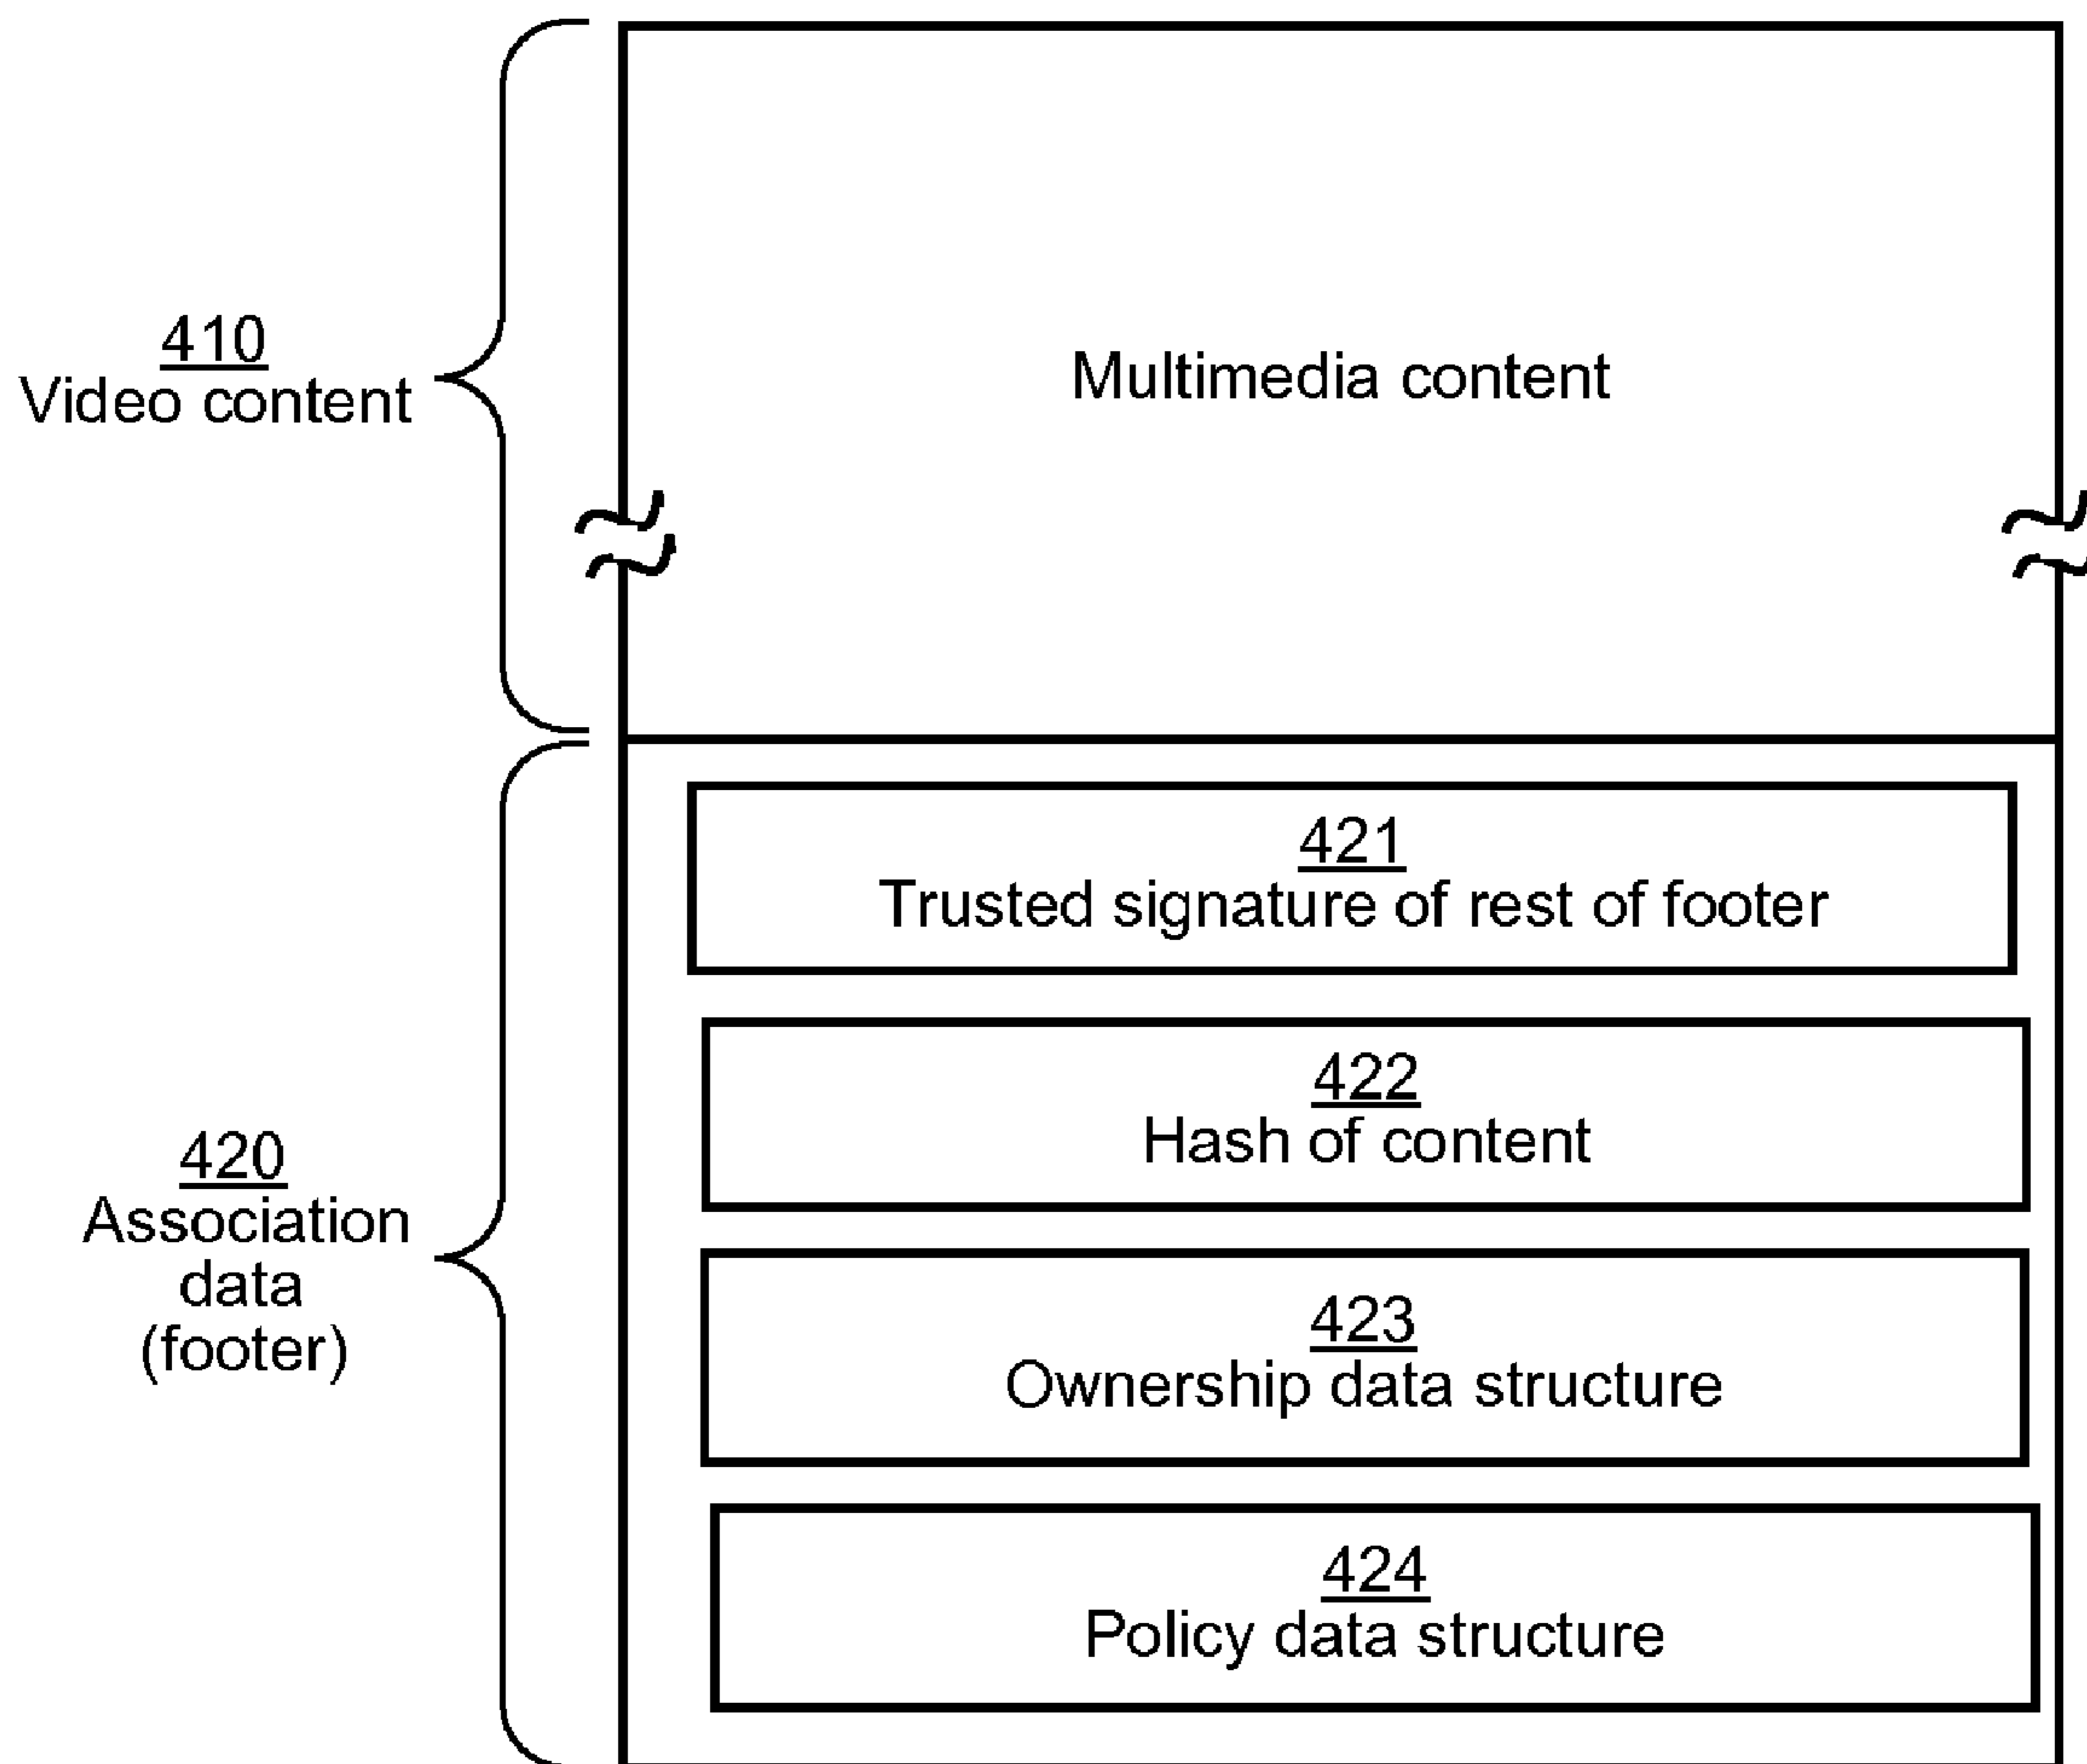 410
Video content
Multimedia content
421
Trusted signature of rest of footer
422
Hash of content
420
Association
data
(footer)
423
Ownership data structure
424
Policy data structure